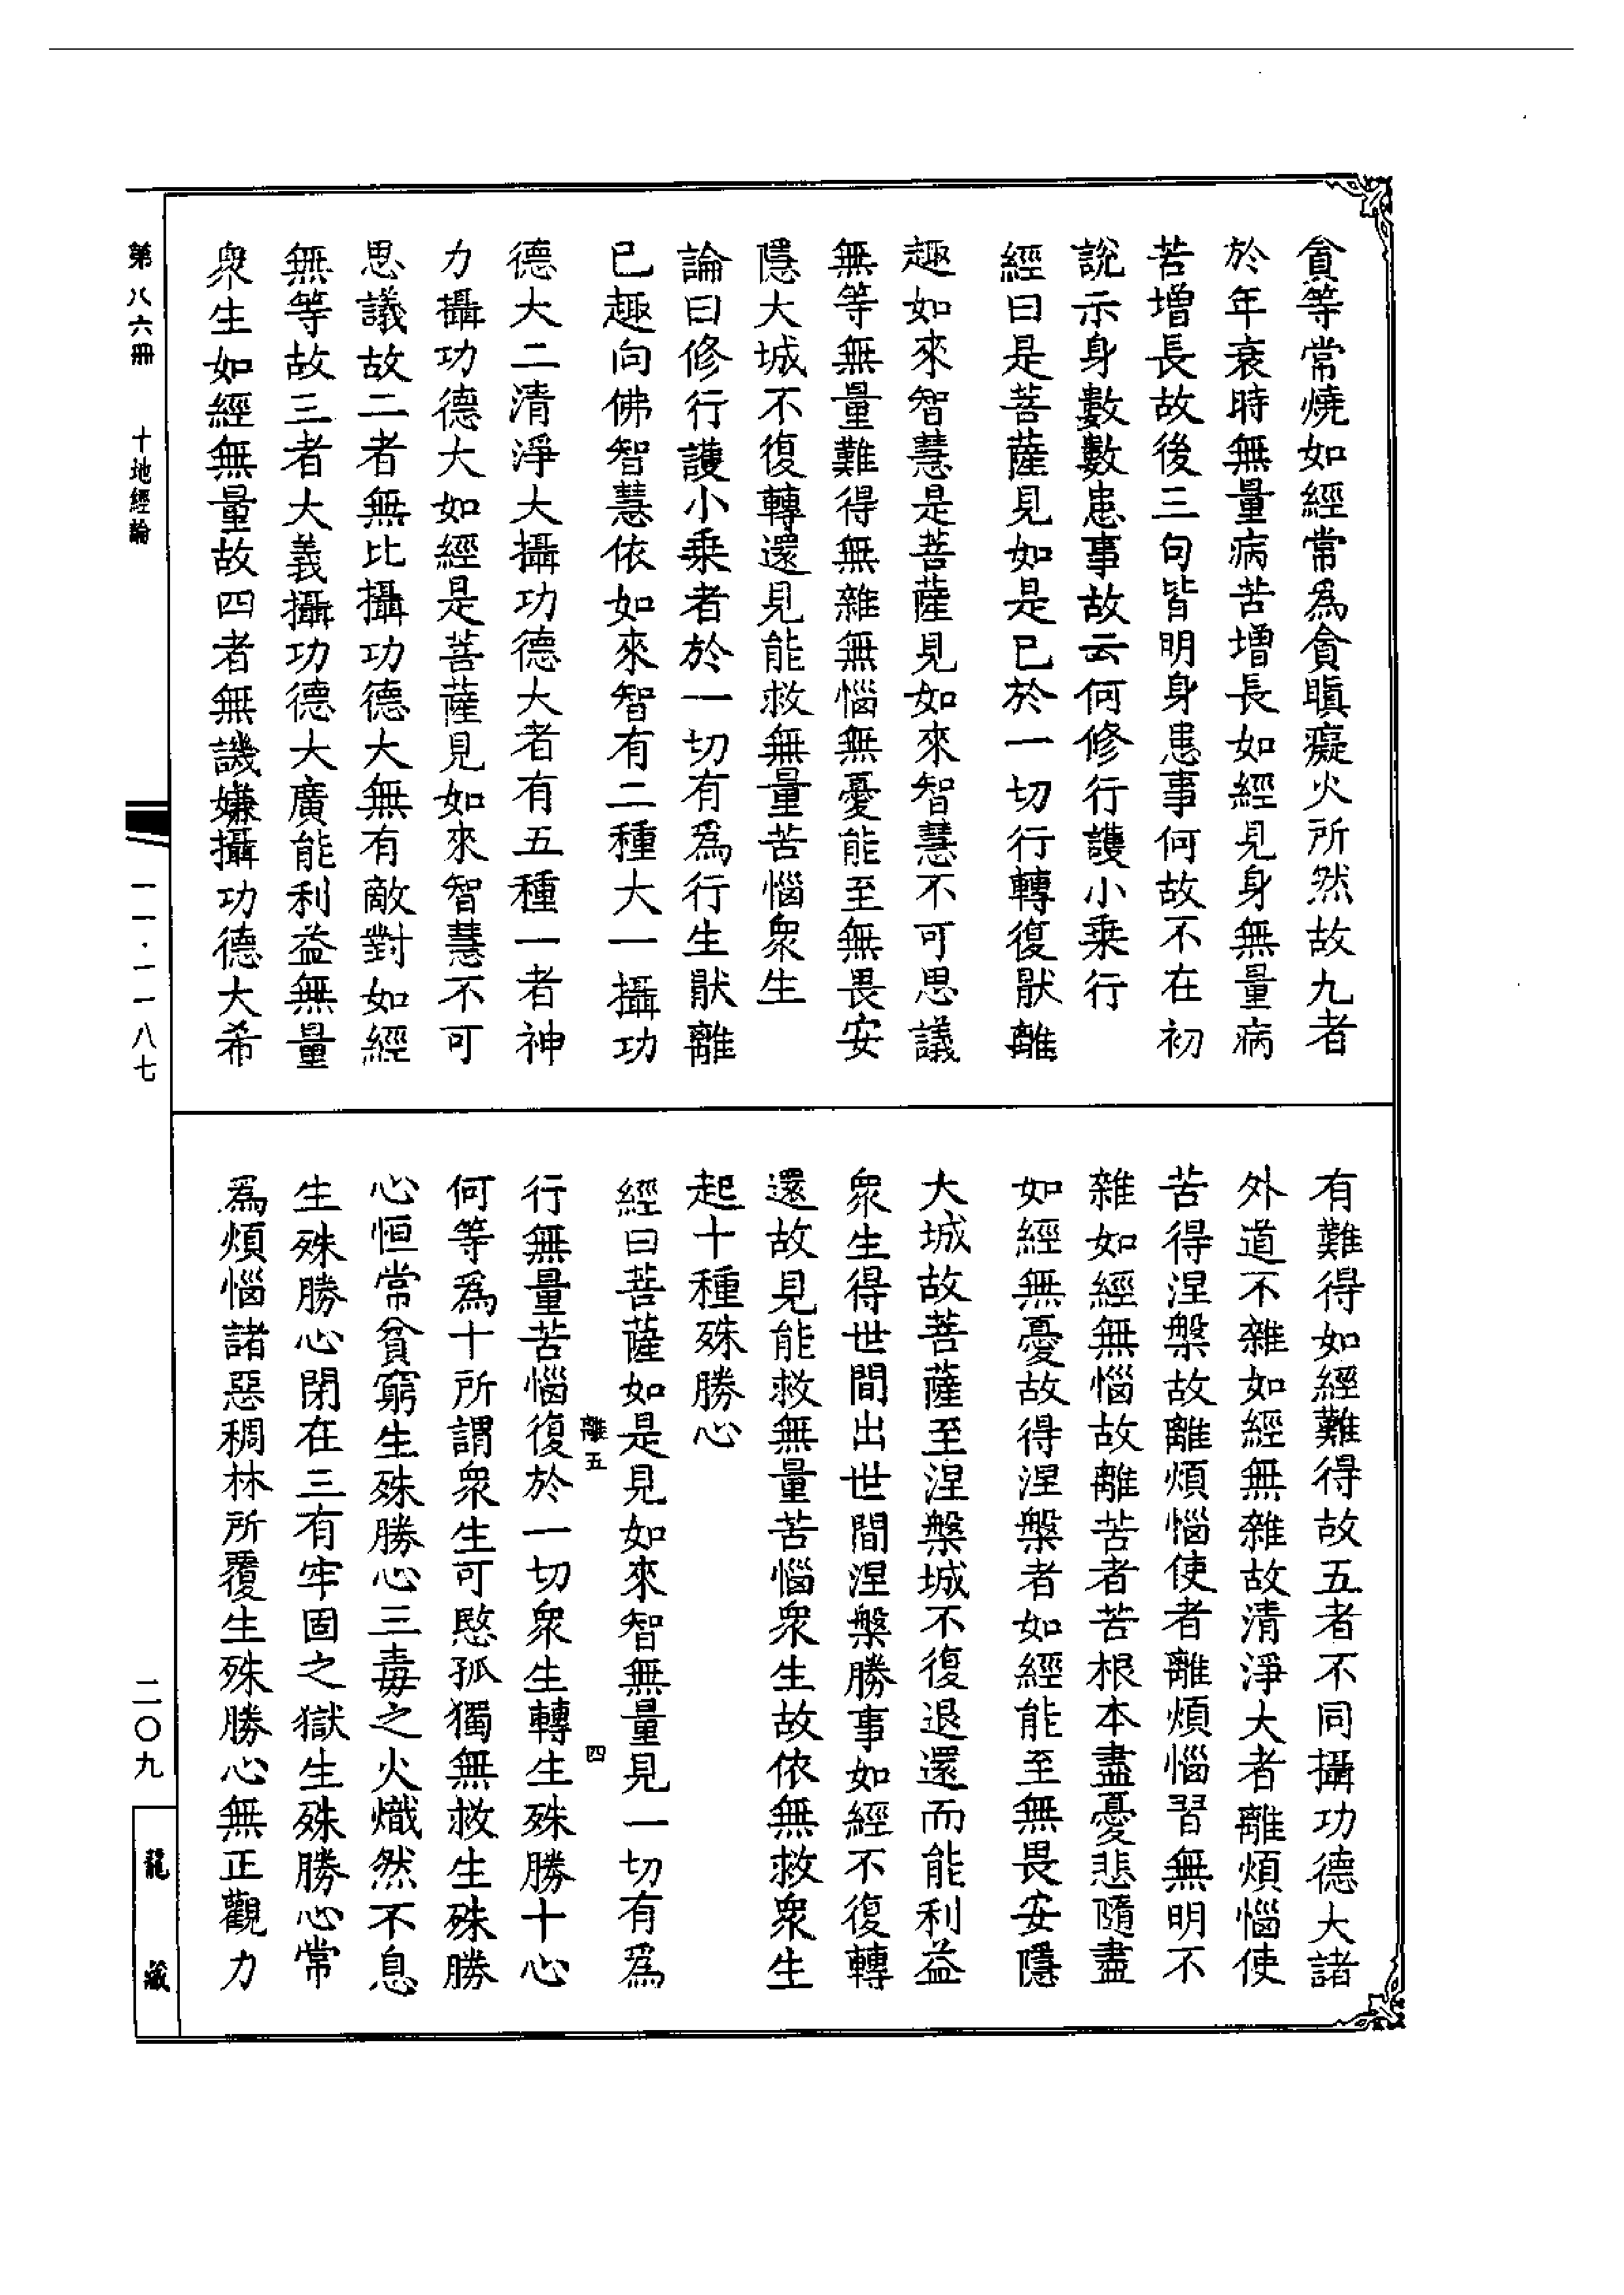 貪等常燒如經常爲貪瞋癡火所然故九者
於年衰時無量病苦增長如經見身無量病
苦增長故後三句皆明身患事何故不在初
說示身數數患事故云何修行護小乗行
經曰是菩薩見如是已於一切行轉復猒離
趣如來智慧是菩薩見如來智慧不可思議
無等無量難得無雜無惱無憂能至無畏安
隱大城不復轉還見能救無量苦惱衆生
論曰修行護小乗者於一切有爲行生猒離
已趣向佛智慧依如來智有二種大一攝功
德大二清淨大攝功德大者有五種一者神
力攝功德大如經是菩薩見如來智慧不可
思議故二者無比攝功德大無有敵對如經
無等故三者大義攝功德大廣能利益無量
衆生如經無量故四者無譏嫌攝功德大希
有難得如經難得故五者不同攝功德大諸
外道不雜如經無雜故清淨大者離煩惱使
苦得涅槃故離煩惱使者離煩惱習無明不
雜如經無惱故離苦者苦根本盡憂悲隨盡
如經無憂故得涅槃者如經能至無畏安隱
大城故菩薩至涅槃城不復退還而能利益
衆生得世間出世間涅槃勝事如經不復轉
還故見能救無量苦惱衆生故依無救衆生
起十種殊勝心
經曰菩薩如是見如來智無量見一切有爲
離五 四
行無量苦惱復於一切衆生轉生殊勝十心
何等爲十所謂衆生可愍孤獨無救生殊勝
心恒常貧窮生殊勝心三毒之火熾然不息
生殊勝心閉在三有牢固之獄生殊勝心常
爲煩惱諸惡稠林所覆生殊勝心無正觀力
第八六冊 十地經論
一一·一一八七
二〇九
龍藏